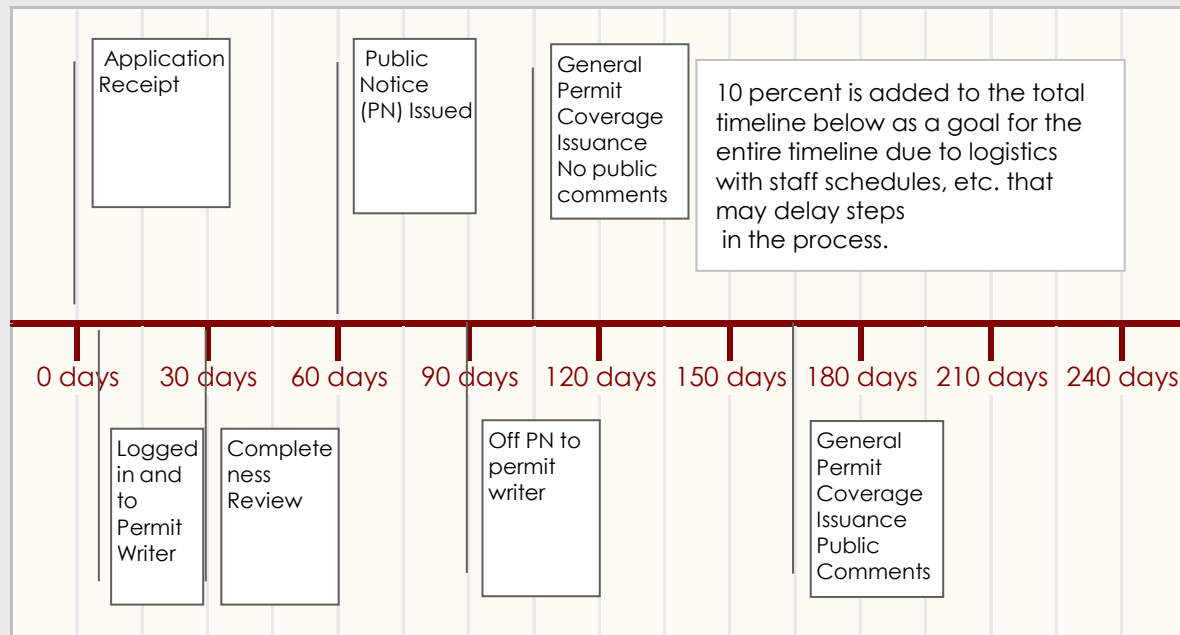 Application
Receipt
Public
Notice
(PN) Issued
General
Permit
Coverage
Issuance
No public
comments
10 percent is added to the total
timeline below as a goal for the
entire timeline due to logistics
with staff schedules, etc. that
may delay steps
in the process.
0 days 30 days 60 days 90 days 120 days 150 days 180 days 210 days 240 days
Logged
in and
to
Permit
Writer
Complete
ness
Review
Off PN to
permit
writer
General
Permit
Coverage
Issuance
Public
Comments